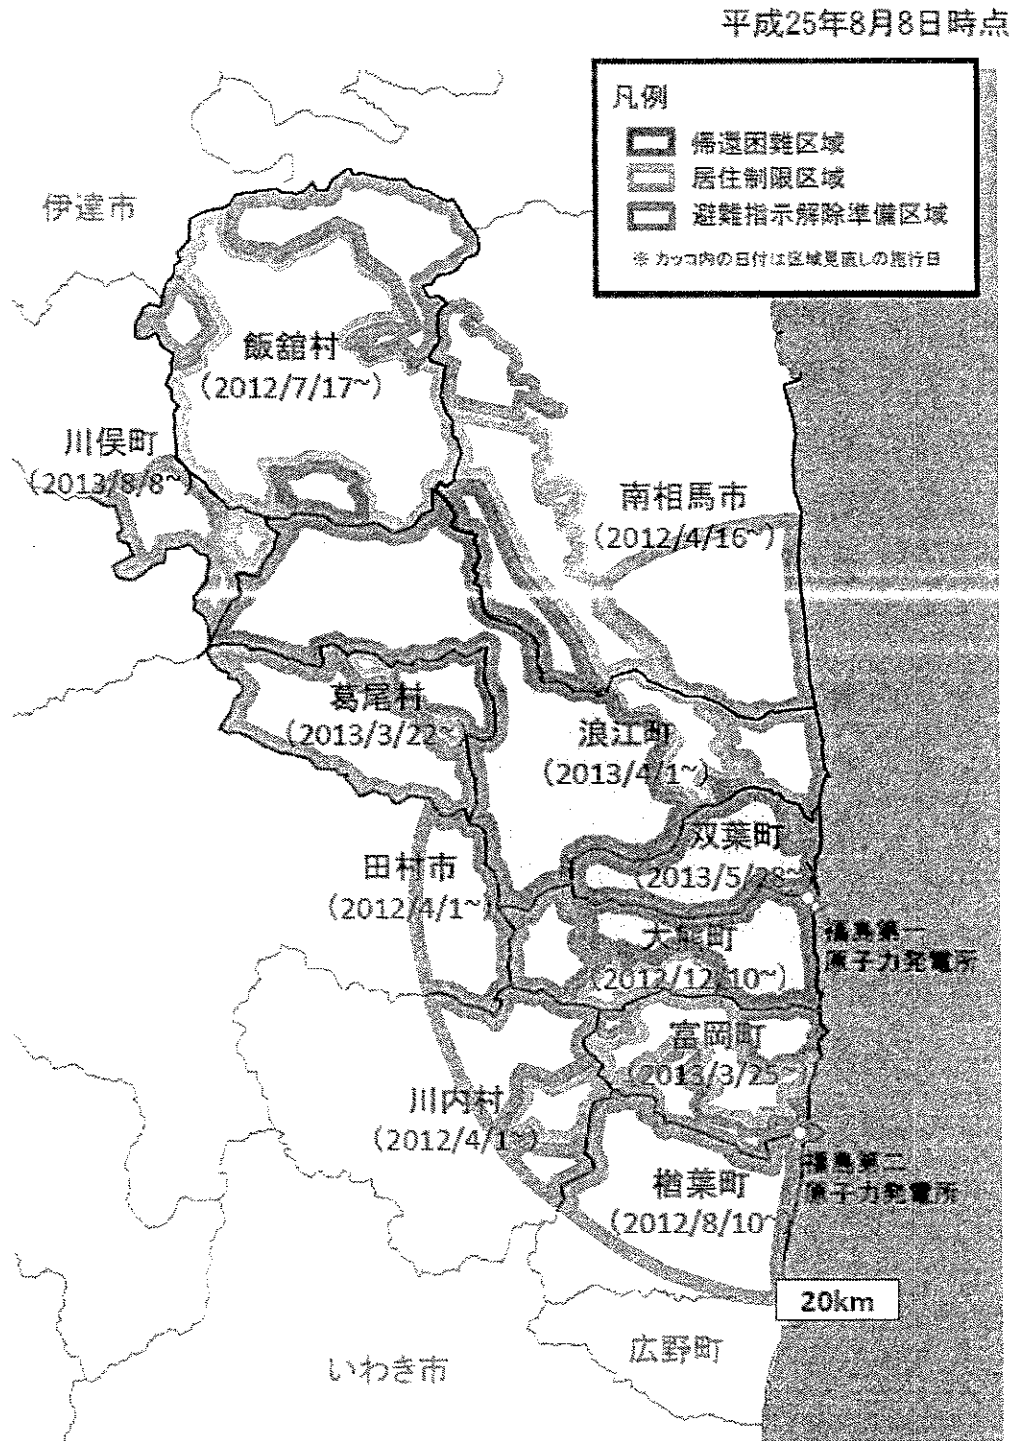 平成25年8月8日時点
凡例
帰還困難区域
居住制限区域
避難指示解除準備区域
※ カッコ内の日付は区域見直しの施行日
伊達市
飯舘村
（2012/7/17~）
川俣町
（2013/8/8~）
南相馬市
（2012/4/16~）
葛尾村
（2013/3/22~）
浪江町
（2013/4/1~）
双葉町
（2013/5/28~）
田村市
（2012/4/1~）
大熊町
（2012/12/10~）
福島第一
原子力発電所
富岡町
（2013/3/25~）
川内村
（2012/4/1~）
福島第二
原子力発電所
楢葉町
（2012/8/10~）
20km
広野町
いわき市